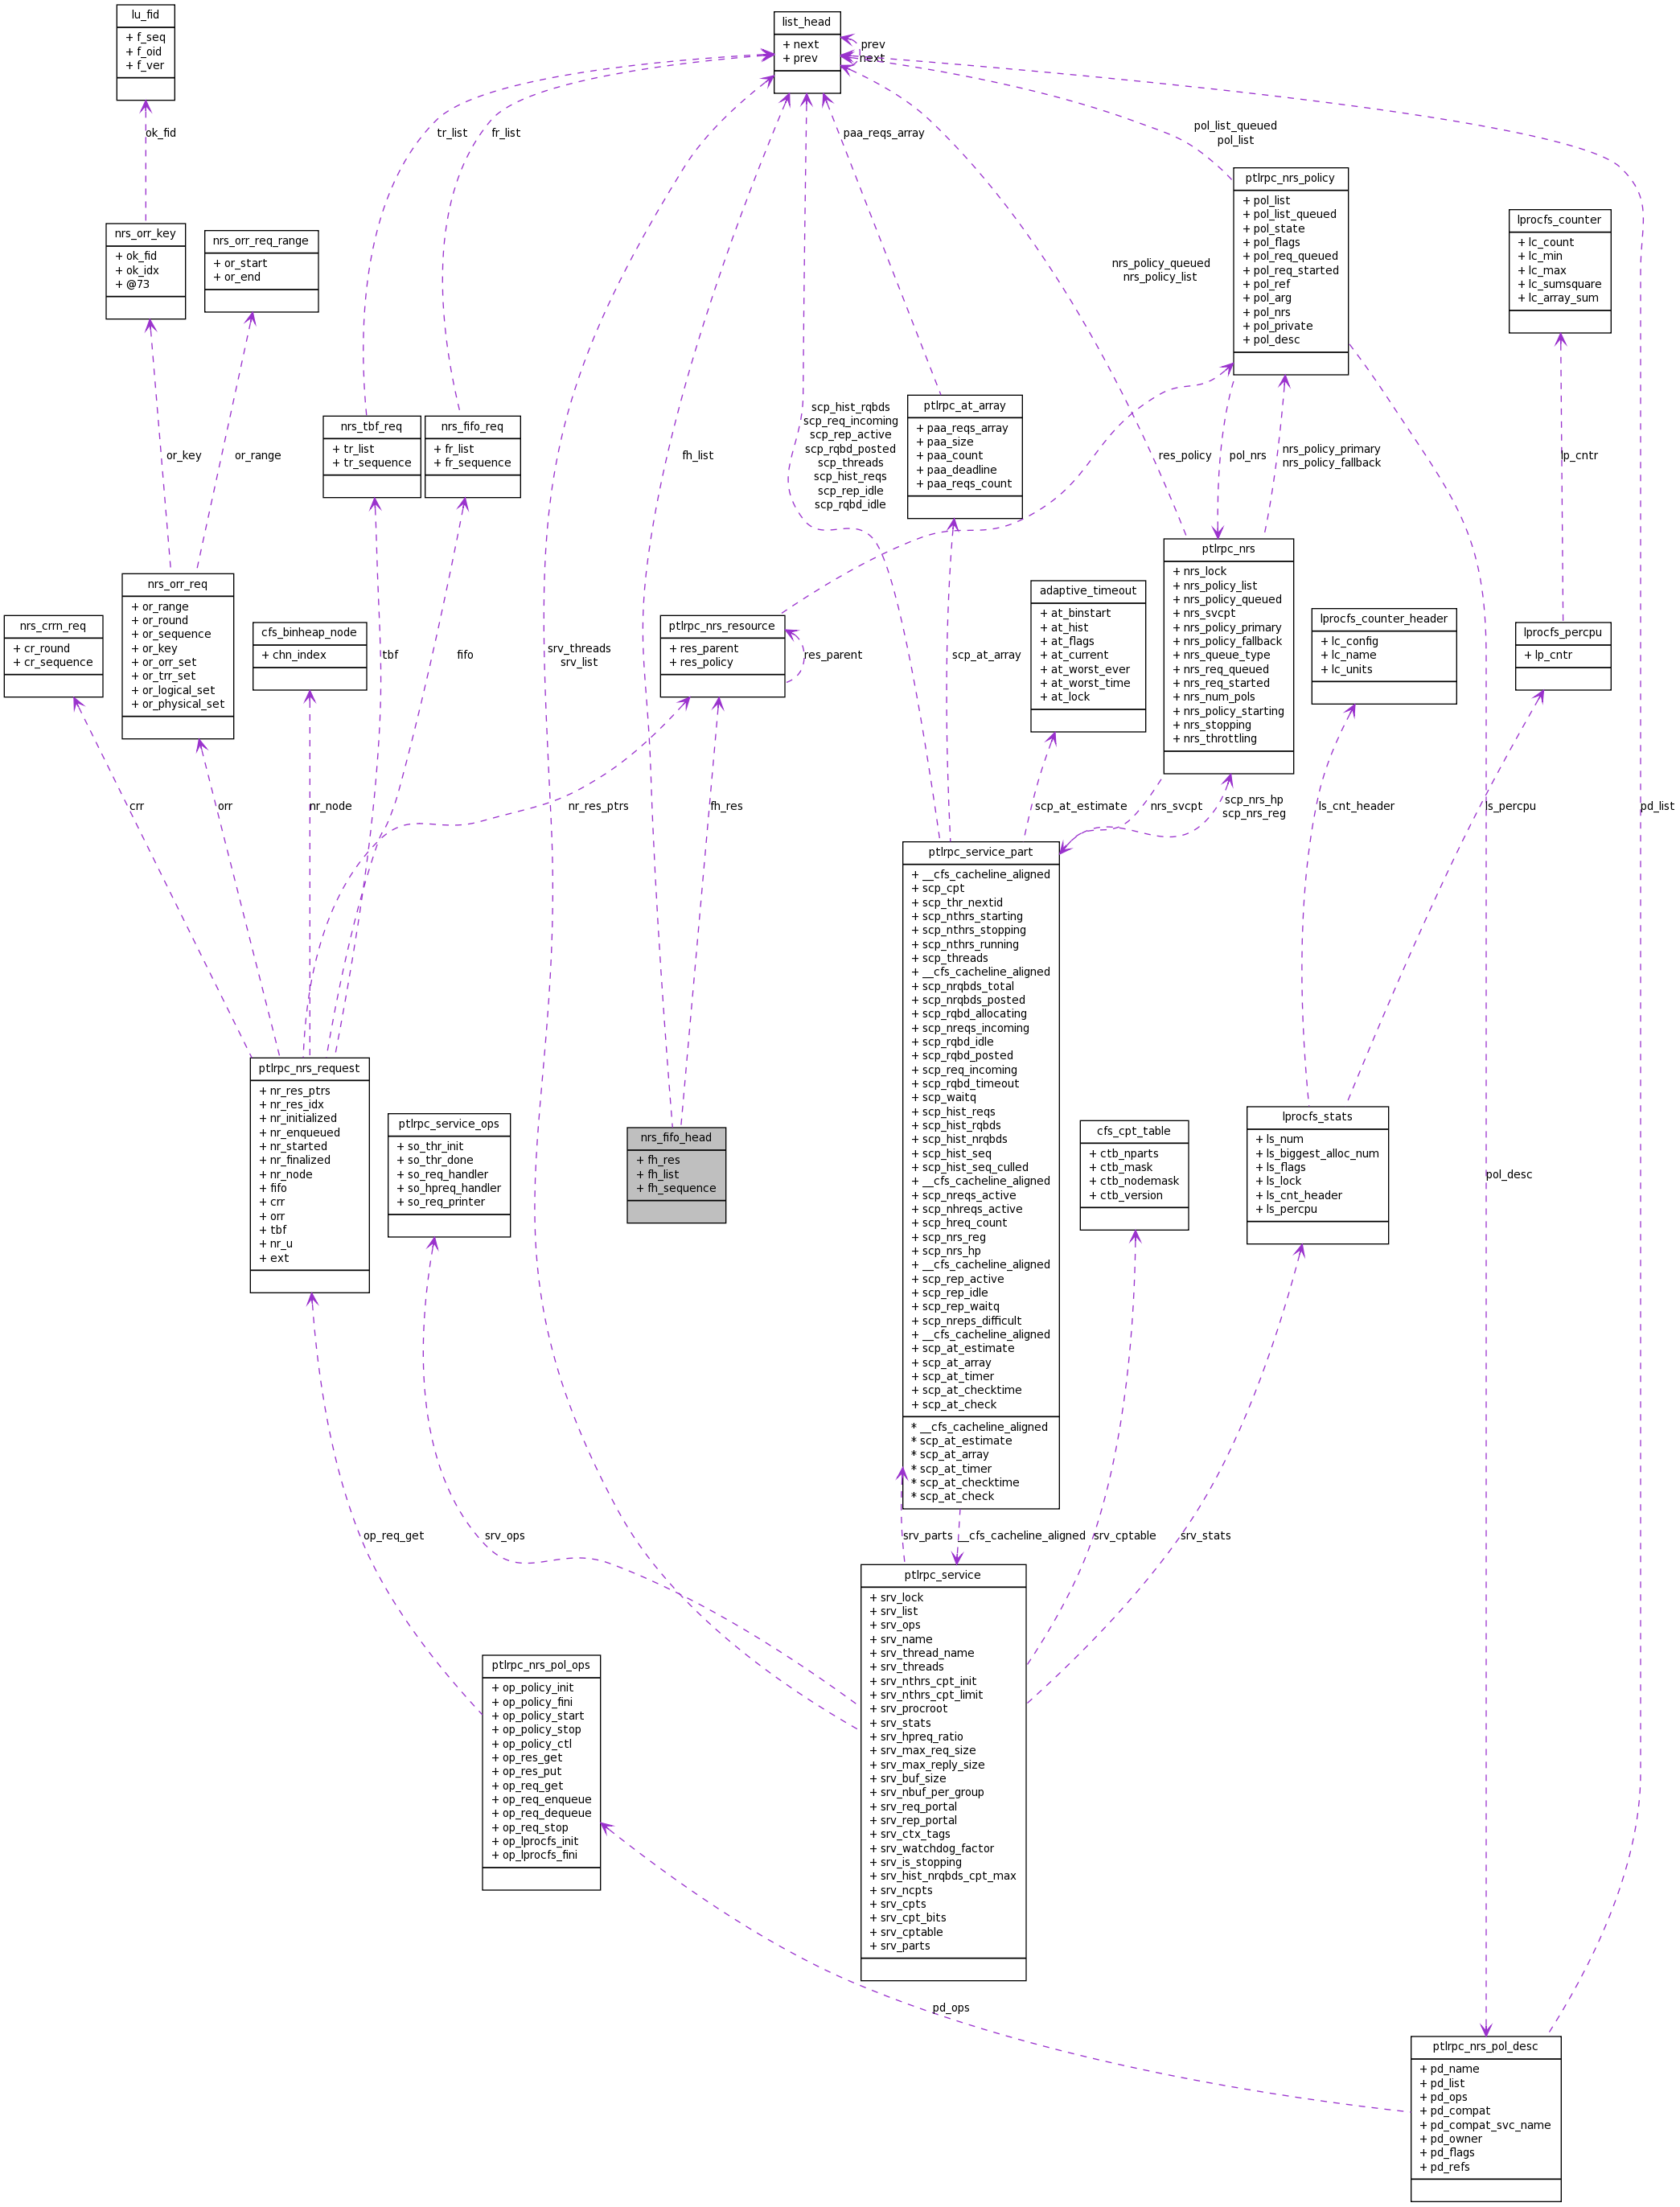 lu_fid
+ f_seq
+ f_oid
+ f_ver
list_head
+ next
+ prev
prev
next
ok_fid
tr_list
fr_list
paa_reqs_array
pol_list_queued
pol_list
ptlrpc_nrs_policy
+ pol_list
+ pol_list_queued
+ pol_state
+ pol_flags
+ pol_req_queued
+ pol_req_started
+ pol_ref
+ pol_arg
+ pol_nrs
+ pol_private
+ pol_desc
lprocfs_counter
+ lc_count
+ lc_min
+ lc_max
+ lc_sumsquare
+ lc_array_sum
nrs_orr_key
+ ok_fid
+ ok_idx
+ @73
nrs_orr_req_range
+ or_start
+ or_end
nrs_policy_queued
nrs_policy_list
nrs_tbf_req
+ tr_list
+ tr_sequence
nrs_fifo_req
+ fr_list
+ fr_sequence
scp_hist_rqbds
scp_req_incoming
scp_rep_active
scp_rqbd_posted
scp_threads
scp_hist_reqs
scp_rep_idle
scp_rqbd_idle
ptlrpc_at_array
+ paa_reqs_array
+ paa_size
+ paa_count
+ paa_deadline
+ paa_reqs_count
or_key
or_range
fh_list
res_policy
pol_nrs
nrs_policy_primary
nrs_policy_fallback
lp_cntr
ptlrpc_nrs
+ nrs_lock
+ nrs_policy_list
+ nrs_policy_queued
+ nrs_svcpt
+ nrs_policy_primary
+ nrs_policy_fallback
+ nrs_queue_type
+ nrs_req_queued
+ nrs_req_started
+ nrs_num_pols
+ nrs_policy_starting
+ nrs_stopping
+ nrs_throttling
nrs_crrn_req
+ cr_round
+ cr_sequence
nrs_orr_req
+ or_range
+ or_round
+ or_sequence
+ or_key
+ or_orr_set
+ or_trr_set
+ or_logical_set
+ or_physical_set
cfs_binheap_node
+ chn_index
tbf
fifo
srv_threads
srv_list
ptlrpc_nrs_resource
+ res_parent
+ res_policy
res_parent
scp_at_array
adaptive_timeout
+ at_binstart
+ at_hist
+ at_flags
+ at_current
+ at_worst_ever
+ at_worst_time
+ at_lock
lprocfs_counter_header
+ lc_config
+ lc_name
+ lc_units
lprocfs_percpu
+ lp_cntr
crr
orr
nr_node
nr_res_ptrs
fh_res
scp_at_estimate
nrs_svcpt
scp_nrs_hp
scp_nrs_reg
ls_cnt_header
ls_percpu
pd_list
ptlrpc_service_part
+ __cfs_cacheline_aligned
+ scp_cpt
+ scp_thr_nextid
+ scp_nthrs_starting
+ scp_nthrs_stopping
+ scp_nthrs_running
+ scp_threads
+ __cfs_cacheline_aligned
+ scp_nrqbds_total
+ scp_nrqbds_posted
+ scp_rqbd_allocating
+ scp_nreqs_incoming
+ scp_rqbd_idle
+ scp_rqbd_posted
+ scp_req_incoming
+ scp_rqbd_timeout
+ scp_waitq
+ scp_hist_reqs
+ scp_hist_rqbds
+ scp_hist_nrqbds
+ scp_hist_seq
+ scp_hist_seq_culled
+ __cfs_cacheline_aligned
+ scp_nreqs_active
+ scp_nhreqs_active
+ scp_hreq_count
+ scp_nrs_reg
+ scp_nrs_hp
+ __cfs_cacheline_aligned
+ scp_rep_active
+ scp_rep_idle
+ scp_rep_waitq
+ scp_nreps_difficult
+ __cfs_cacheline_aligned
+ scp_at_estimate
+ scp_at_array
+ scp_at_timer
+ scp_at_checktime
+ scp_at_check
* __cfs_cacheline_aligned
* scp_at_estimate
* scp_at_array
* scp_at_timer
* scp_at_checktime
* scp_at_check
ptlrpc_nrs_request
+ nr_res_ptrs
+ nr_res_idx
+ nr_initialized
+ nr_enqueued
+ nr_started
+ nr_finalized
+ nr_node
+ fifo
+ crr
+ orr
+ tbf
+ nr_u
+ ext
ptlrpc_service_ops
+ so_thr_init
+ so_thr_done
+ so_req_handler
+ so_hpreq_handler
+ so_req_printer
nrs_fifo_head
+ fh_res
+ fh_list
+ fh_sequence
cfs_cpt_table
+ ctb_nparts
+ ctb_mask
+ ctb_nodemask
+ ctb_version
lprocfs_stats
+ ls_num
+ ls_biggest_alloc_num
+ ls_flags
+ ls_lock
+ ls_cnt_header
+ ls_percpu
pol_desc
op_req_get
srv_ops
srv_parts
__cfs_cacheline_aligned
srv_cptable
srv_stats
ptlrpc_service
+ srv_lock
+ srv_list
+ srv_ops
+ srv_name
+ srv_thread_name
+ srv_threads
+ srv_nthrs_cpt_init
+ srv_nthrs_cpt_limit
+ srv_procroot
+ srv_stats
+ srv_hpreq_ratio
+ srv_max_req_size
+ srv_max_reply_size
+ srv_buf_size
+ srv_nbuf_per_group
+ srv_req_portal
+ srv_rep_portal
+ srv_ctx_tags
+ srv_watchdog_factor
+ srv_is_stopping
+ srv_hist_nrqbds_cpt_max
+ srv_ncpts
+ srv_cpts
+ srv_cpt_bits
+ srv_cptable
+ srv_parts
ptlrpc_nrs_pol_ops
+ op_policy_init
+ op_policy_fini
+ op_policy_start
+ op_policy_stop
+ op_policy_ctl
+ op_res_get
+ op_res_put
+ op_req_get
+ op_req_enqueue
+ op_req_dequeue
+ op_req_stop
+ op_lprocfs_init
+ op_lprocfs_fini
pd_ops
ptlrpc_nrs_pol_desc
+ pd_name
+ pd_list
+ pd_ops
+ pd_compat
+ pd_compat_svc_name
+ pd_owner
+ pd_flags
+ pd_refs